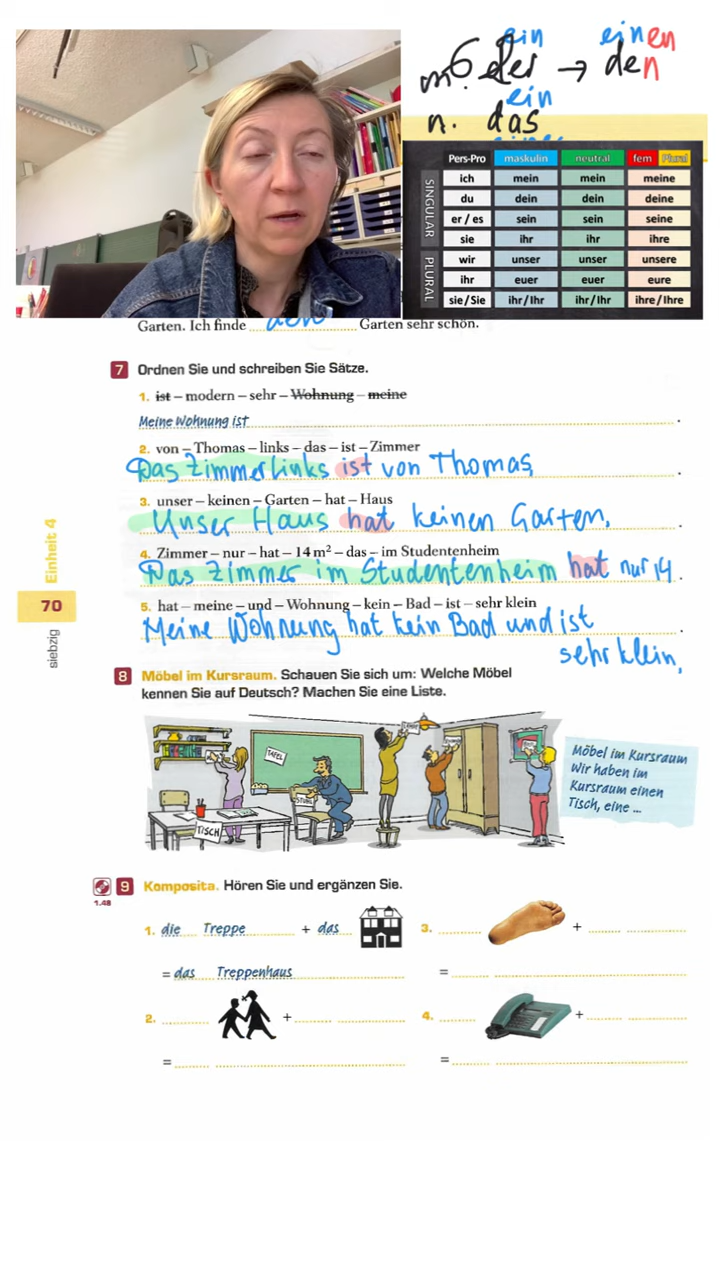 ein einen
m. der → den
ein
n. das
Pers-Pro maskulin neutral fem Plural
SINGULAR
ich mein mein meine
du dein dein deine
er / es sein sein seine
sie ihr ihr ihre
PLURAL
wir unser unser unsere
ihr euer euer eure
sie / Sie ihr / Ihr ihr / Ihr ihre / Ihre
Garten. Ich finde den Garten sehr schön.
7 Ordnen Sie und schreiben Sie Sätze.
1. ist – modern – sehr – Wohnung – meine
Meine Wohnung ist .
2. von – Thomas – links – das – ist – Zimmer
Das Zimmer links ist von Thomas .
3. unser – keinen – Garten – hat – Haus
Unser Haus hat keinen Garten. .
4. Zimmer – nur – hat – 14 m² – das – im Studentenheim
Das Zimmer im Studentenheim hat nur 14 .
5. hat – meine – und – Wohnung – kein – Bad – ist – sehr klein
Meine Wohnung hat kein Bad und ist .
sehr klein.
Einheit 4
70
siebzig
8 Möbel im Kursraum. Schauen Sie sich um: Welche Möbel
kennen Sie auf Deutsch? Machen Sie eine Liste.
TAFEL
STUHL
TISCH
Möbel im Kursraum
Wir haben im
Kursraum einen
Tisch, eine ...
9 Komposita. Hören Sie und ergänzen Sie.
1.48
1. die Treppe + das
= das Treppenhaus
2. +
=
3. +
=
4. +
=